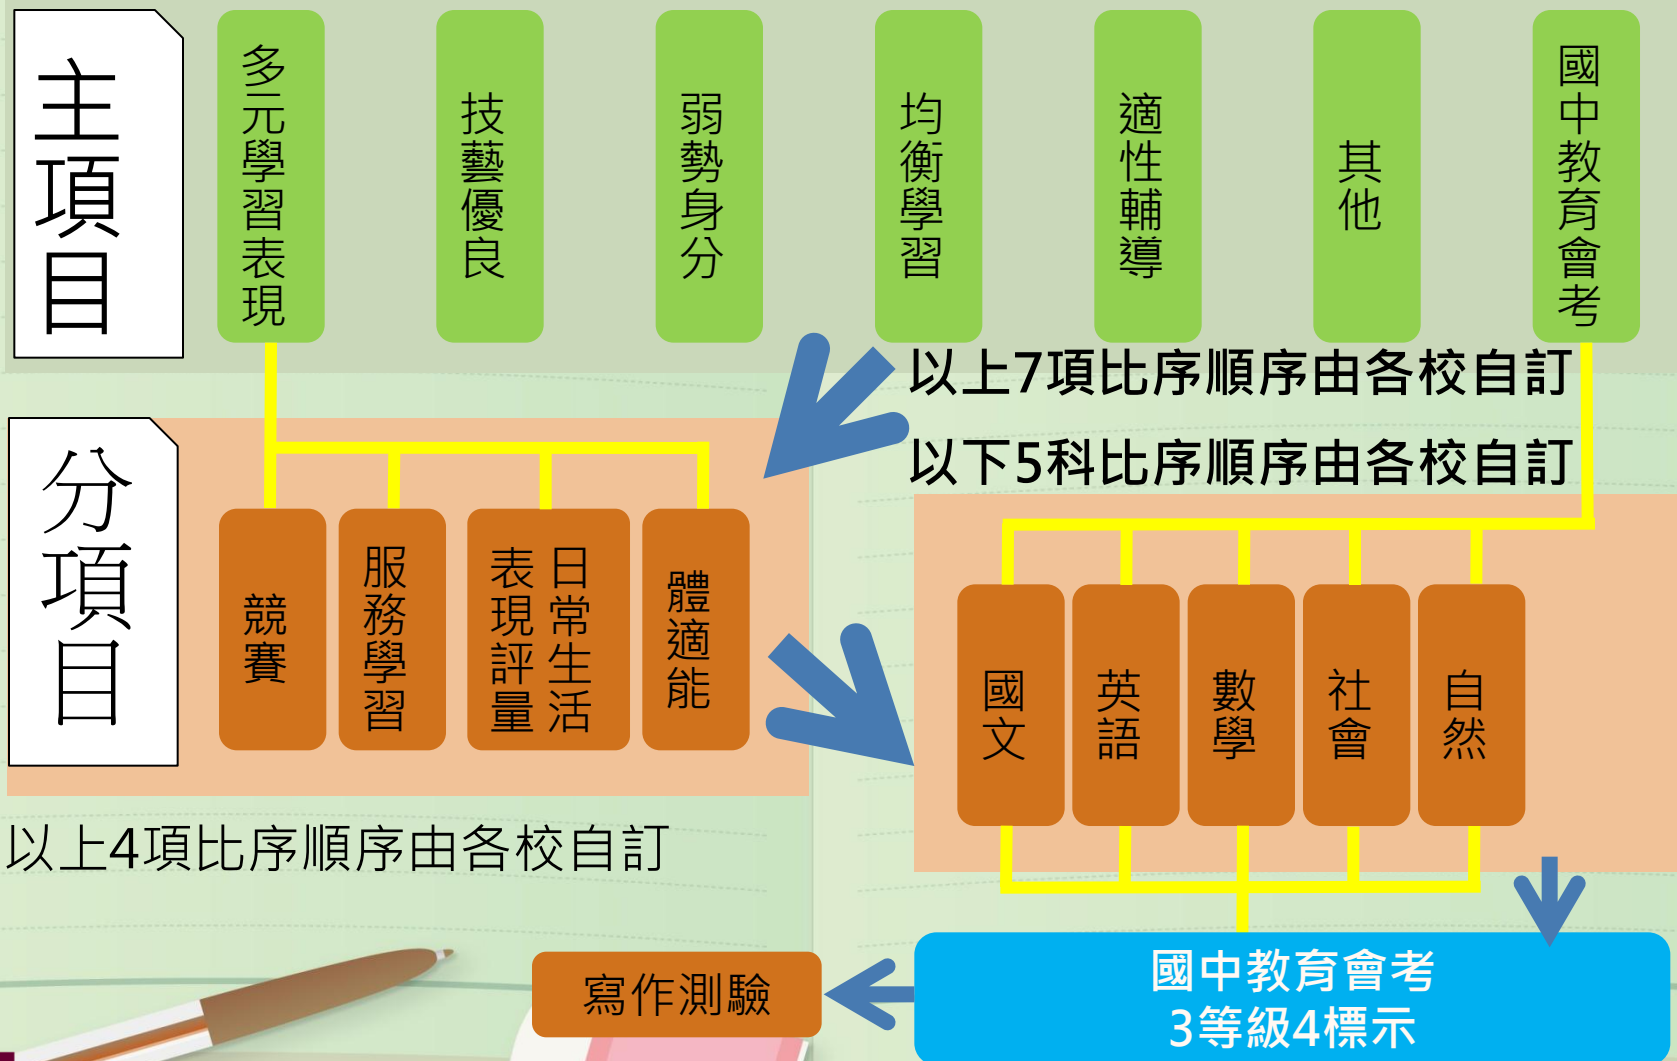 主項目
多元學習表現
技藝優良
弱勢身分
均衡學習
適性輔導
其他
國中教育會考
以上7項比序順序由各校自訂
以下5科比序順序由各校自訂
分項目
競賽
服務學習
日常生活
表現評量
體適能
國文
英語
數學
社會
自然
以上4項比序順序由各校自訂
寫作測驗
國中教育會考
3等級4標示